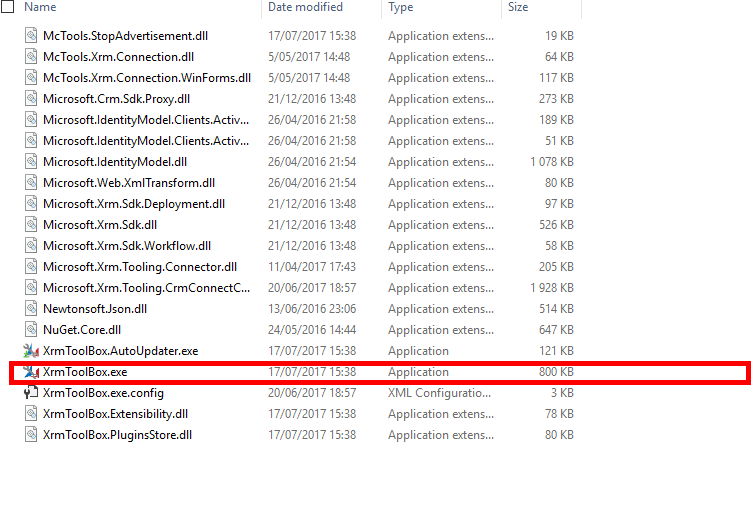 Name Date modified Type Size
McTools.StopAdvertisement.dll 17/07/2017 15:38 Application extens... 19 KB
McTools.Xrm.Connection.dll 5/05/2017 14:48 Application extens... 64 KB
McTools.Xrm.Connection.WinForms.dll 5/05/2017 14:48 Application extens... 117 KB
Microsoft.Crm.Sdk.Proxy.dll 21/12/2016 13:48 Application extens... 273 KB
Microsoft.IdentityModel.Clients.Activ... 26/04/2016 21:58 Application extens... 189 KB
Microsoft.IdentityModel.Clients.Activ... 26/04/2016 21:58 Application extens... 51 KB
Microsoft.IdentityModel.dll 26/04/2016 21:54 Application extens... 1 078 KB
Microsoft.Web.XmlTransform.dll 26/04/2016 21:54 Application extens... 80 KB
Microsoft.Xrm.Sdk.Deployment.dll 21/12/2016 13:48 Application extens... 97 KB
Microsoft.Xrm.Sdk.dll 21/12/2016 13:48 Application extens... 526 KB
Microsoft.Xrm.Sdk.Workflow.dll 21/12/2016 13:48 Application extens... 58 KB
Microsoft.Xrm.Tooling.Connector.dll 11/04/2017 17:43 Application extens... 205 KB
Microsoft.Xrm.Tooling.CrmConnectC... 20/06/2017 18:57 Application extens... 1 928 KB
Newtonsoft.Json.dll 13/06/2016 23:06 Application extens... 514 KB
NuGet.Core.dll 24/05/2016 14:44 Application extens... 647 KB
XrmToolBox.AutoUpdater.exe 17/07/2017 15:38 Application 121 KB
XrmToolBox.exe 17/07/2017 15:38 Application 800 KB
XrmToolBox.exe.config 20/06/2017 18:57 XML Configuratio... 3 KB
XrmToolBox.Extensibility.dll 17/07/2017 15:38 Application extens... 78 KB
XrmToolBox.PluginsStore.dll 17/07/2017 15:38 Application extens... 80 KB